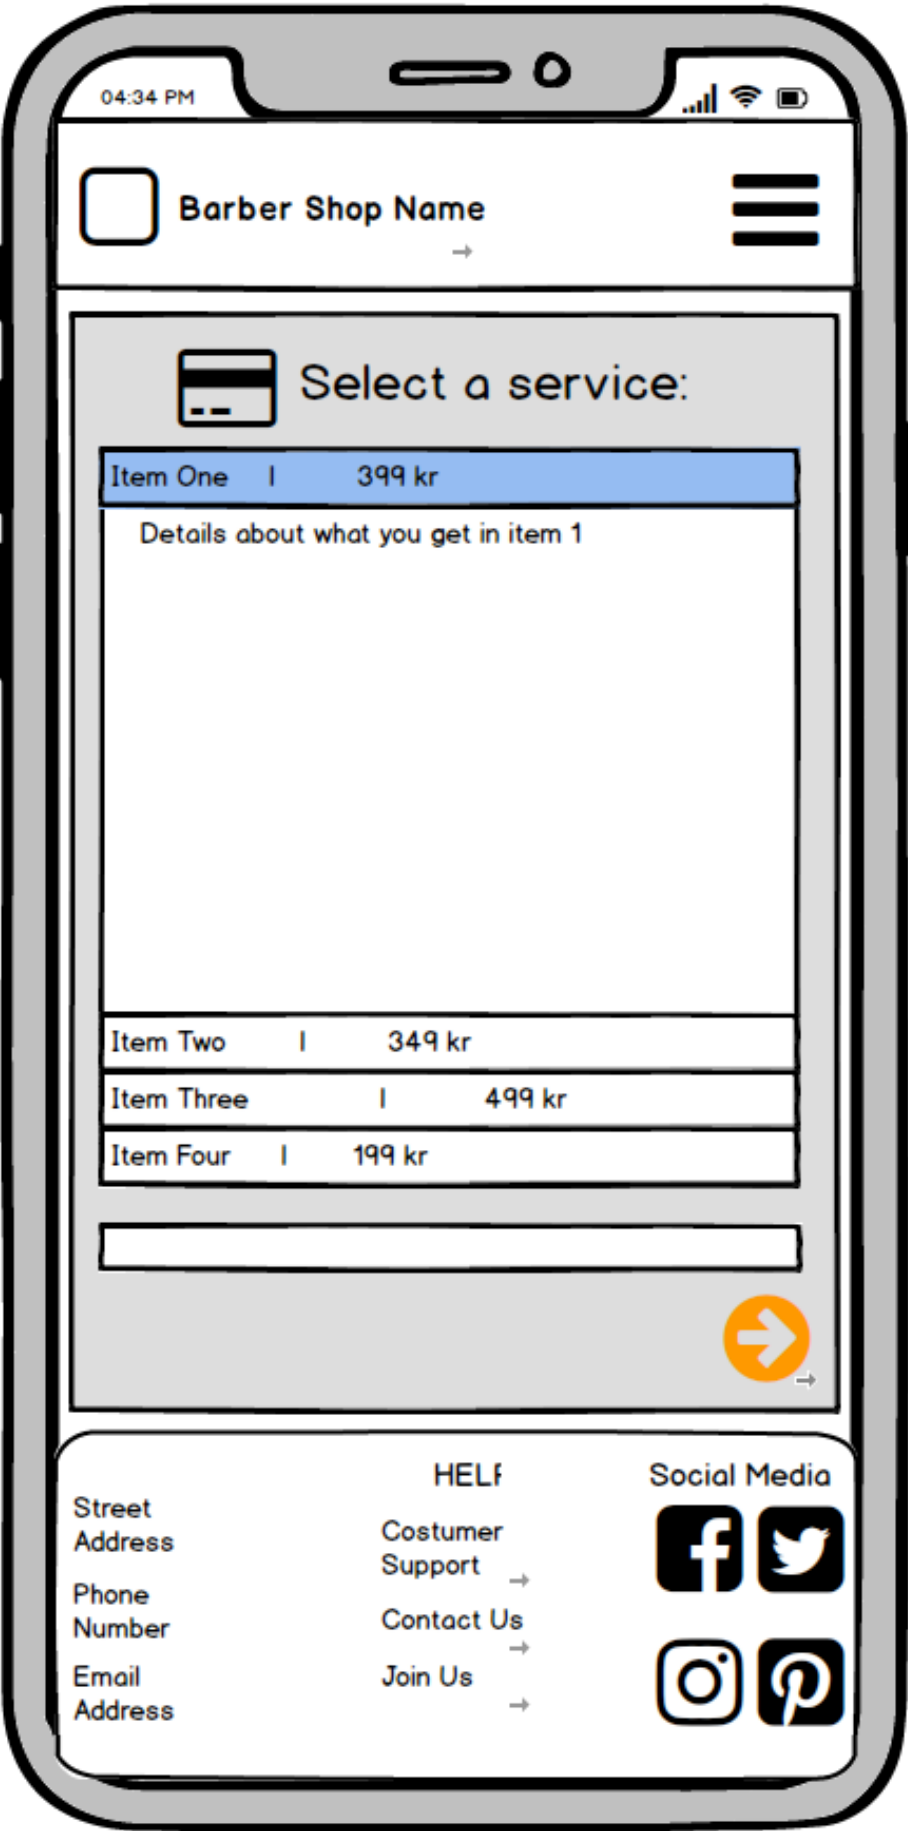 04:34 PM
Barber Shop Name
Select a service:
Item One | 399 kr
Details about what you get in item 1
Item Two | 349 kr
Item Three | 499 kr
Item Four | 199 kr
Street
Address
Phone
Number
Email
Address
HELF
Costumer
Support
Contact Us
Join Us
Social Media